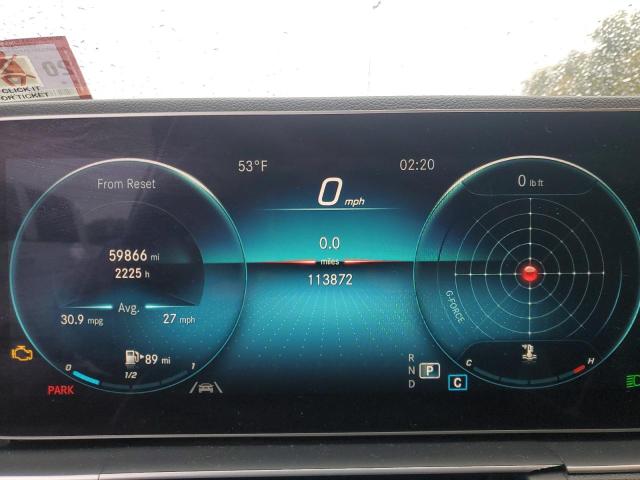 02
CLICK IT
OR TICKET
From Reset
59866 mi
2225 h
Avg.
30.9 mpg
27 mph
89 mi
0
1/2
1
PARK
53°F
02:20
0 mph
0.0
miles
113872
R
N P
D
C
0 lb ft
G-FORCE
C
H